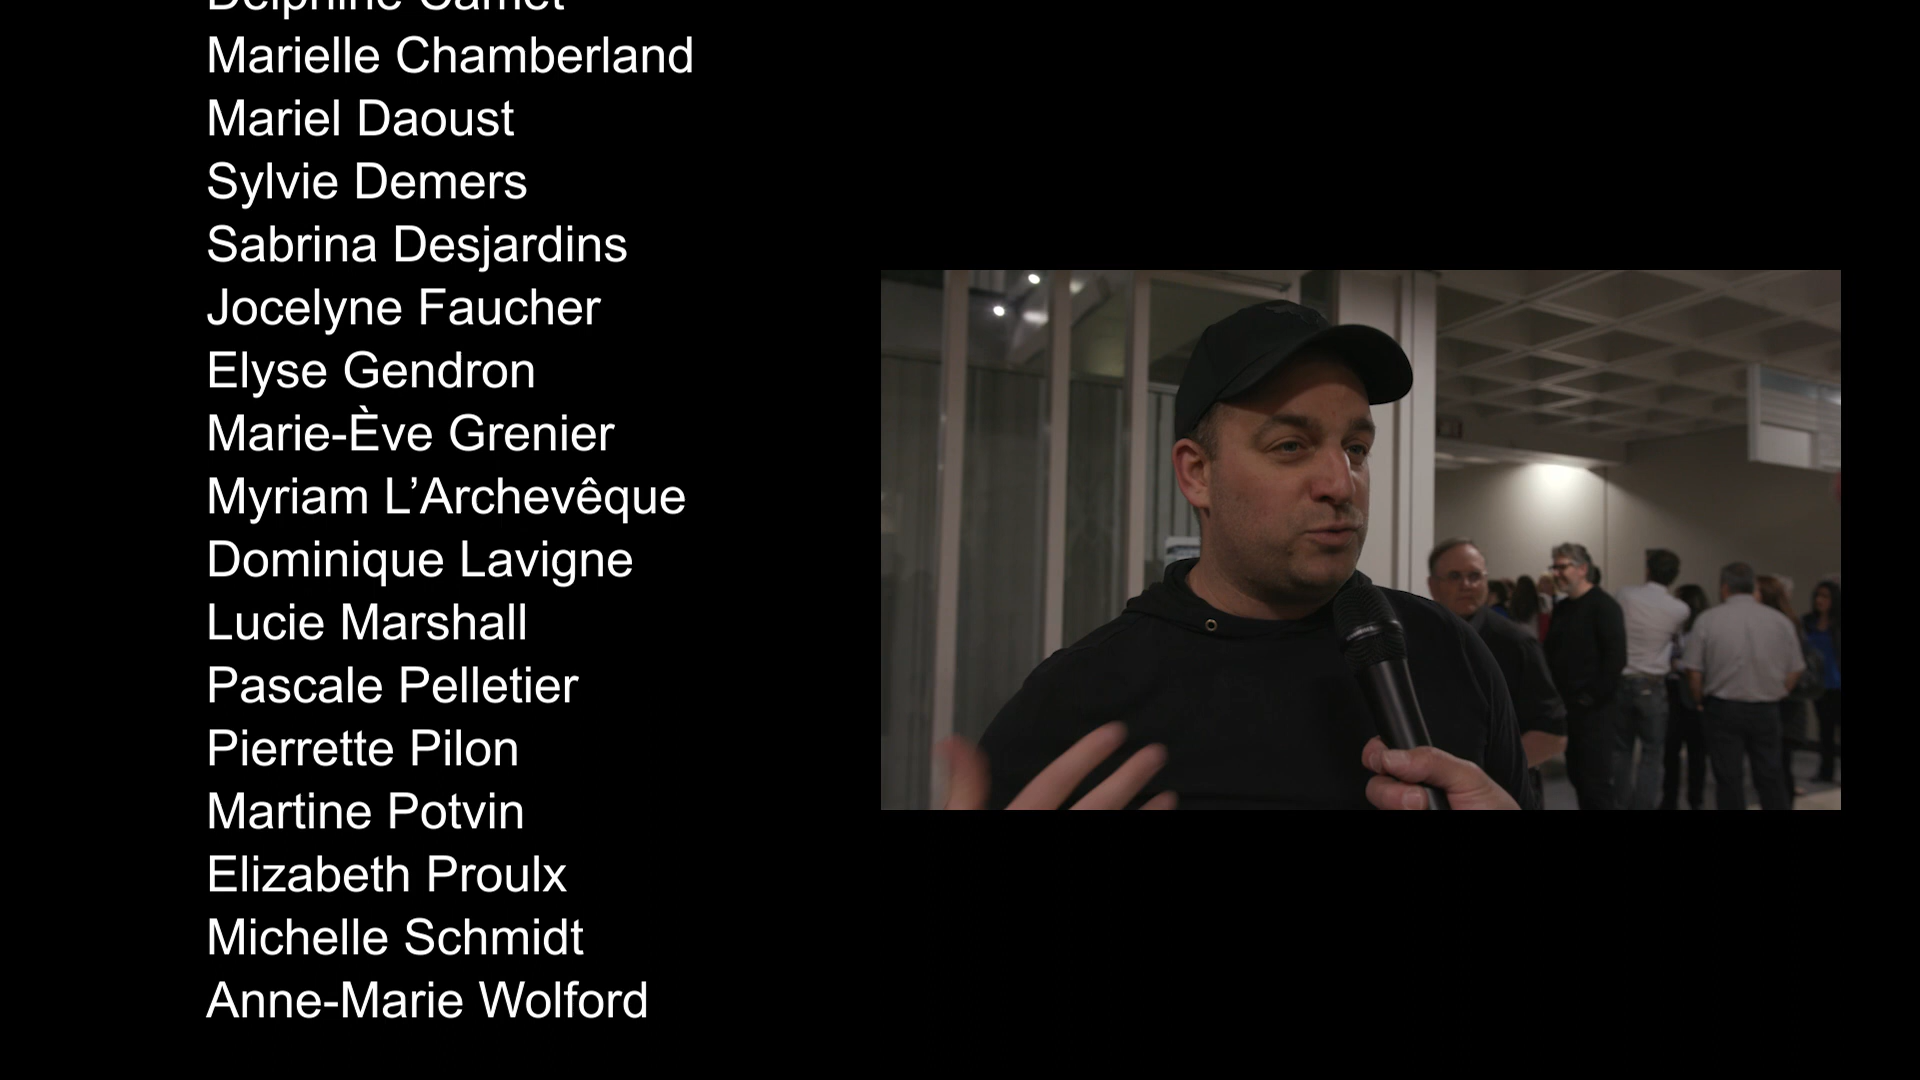 Marielle Chamberland
Mariel Daoust
Sylvie Demers
Sabrina Desjardins
Jocelyne Faucher
Elyse Gendron
Marie-Ève Grenier
Myriam L’Archevêque
Dominique Lavigne
Lucie Marshall
Pascale Pelletier
Pierrette Pilon
Martine Potvin
Elizabeth Proulx
Michelle Schmidt
Anne-Marie Wolford